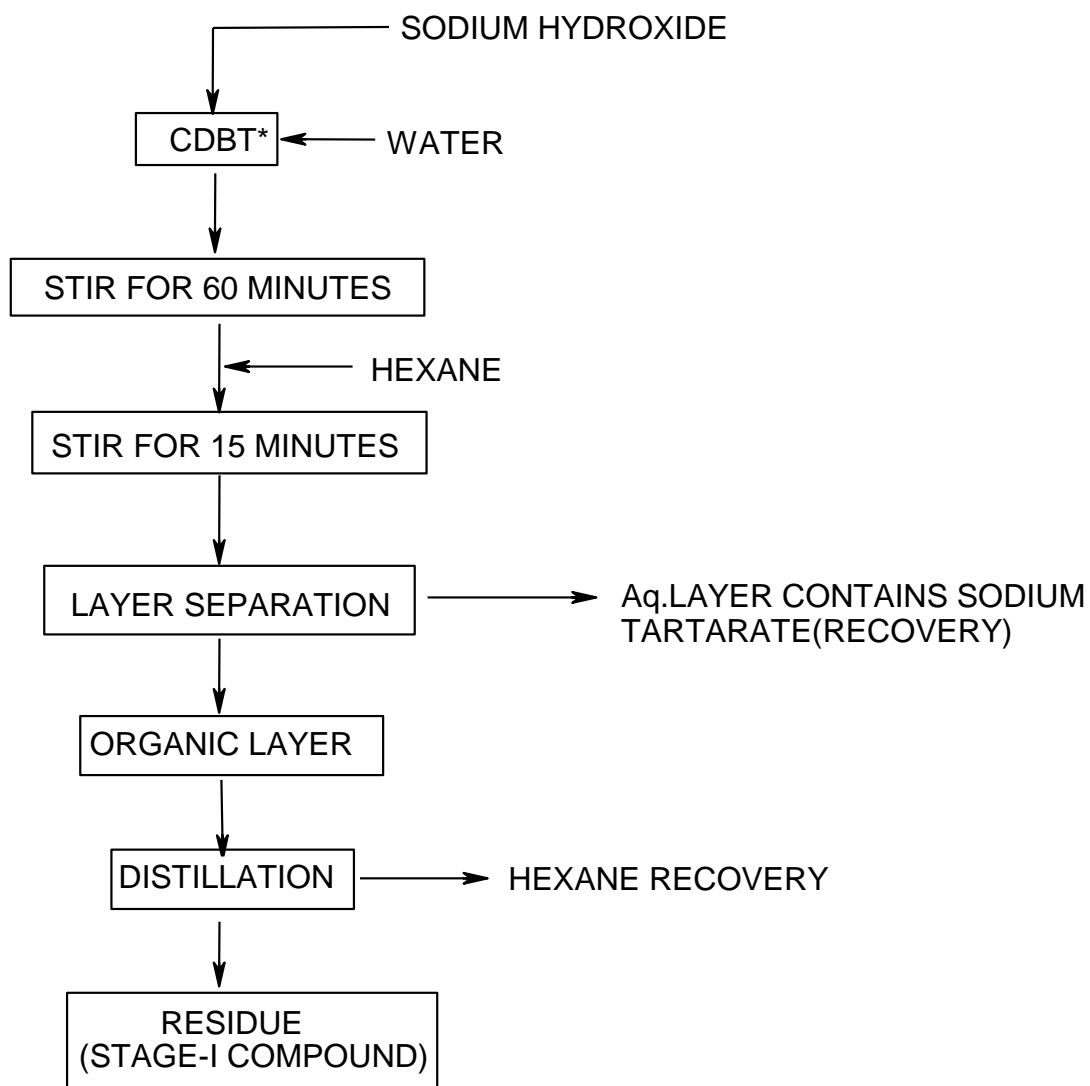 SODIUM HYDROXIDE
CDBT*
WATER
STIR FOR 60 MINUTES
HEXANE
STIR FOR 15 MINUTES
LAYER SEPARATION
Aq.LAYER CONTAINS SODIUM
TARTARATE(RECOVERY)
ORGANIC LAYER
DISTILLATION
HEXANE RECOVERY
RESIDUE
(STAGE-I COMPOUND)